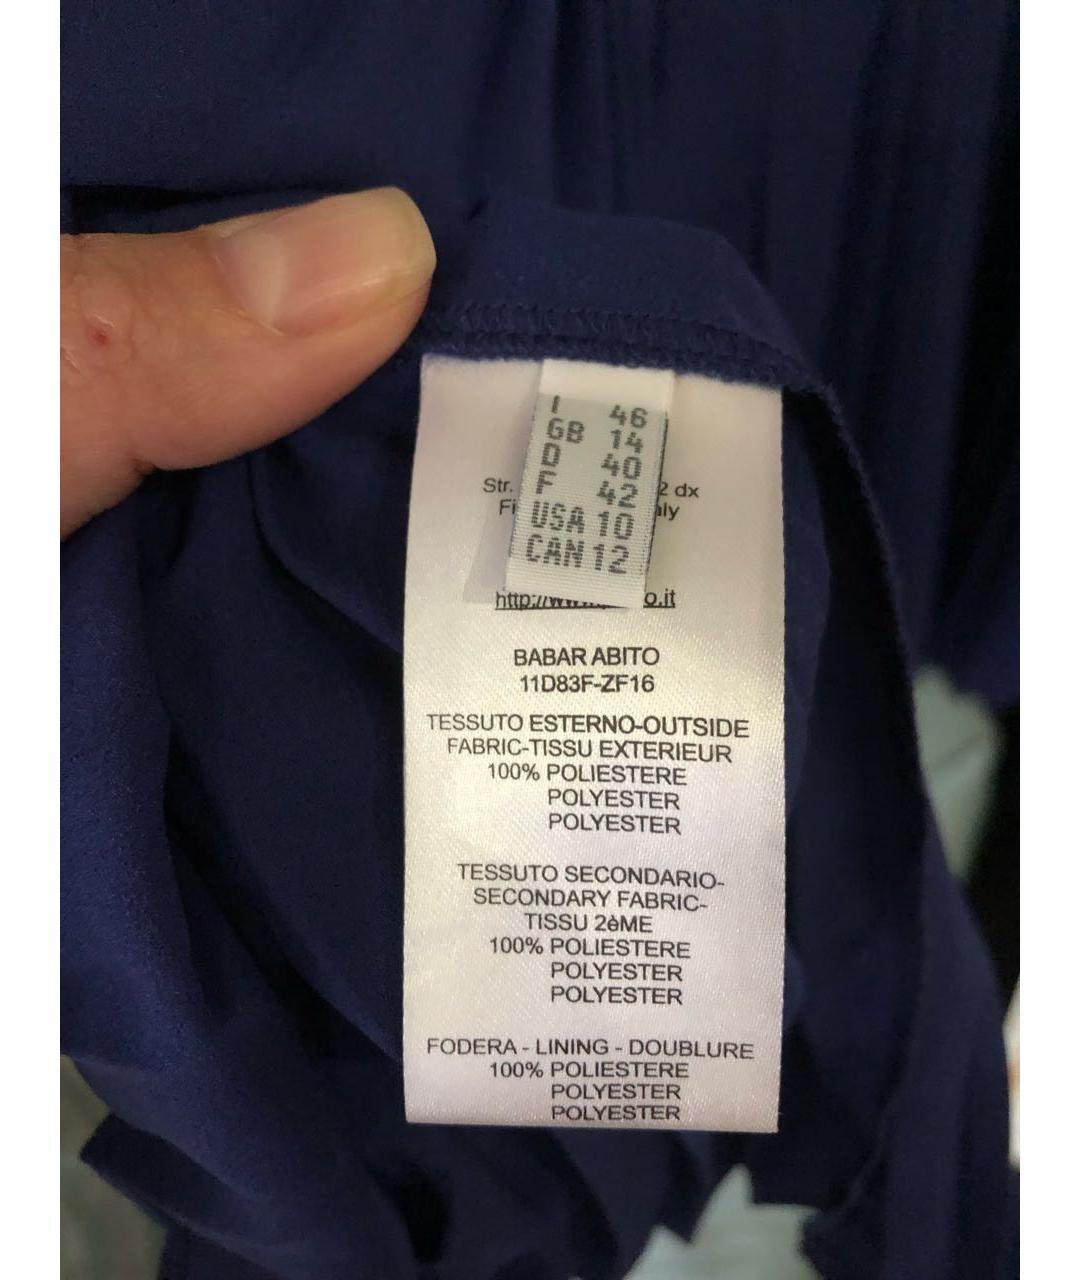 I 46
GB 14
D 40
F 42
USA 10
CAN 12
Str. 2 dx
BABAR ABITO
11D83F-ZF16
TESSUTO ESTERNO-OUTSIDE
FABRIC-TISSU EXTERIEUR
100% POLIESTERE
POLYESTER
POLYESTER
TESSUTO SECONDARIO-
SECONDARY FABRIC-
TISSU 2èME
100% POLIESTERE
POLYESTER
POLYESTER
FODERA - LINING - DOUBLURE
100% POLIESTERE
POLYESTER
POLYESTER